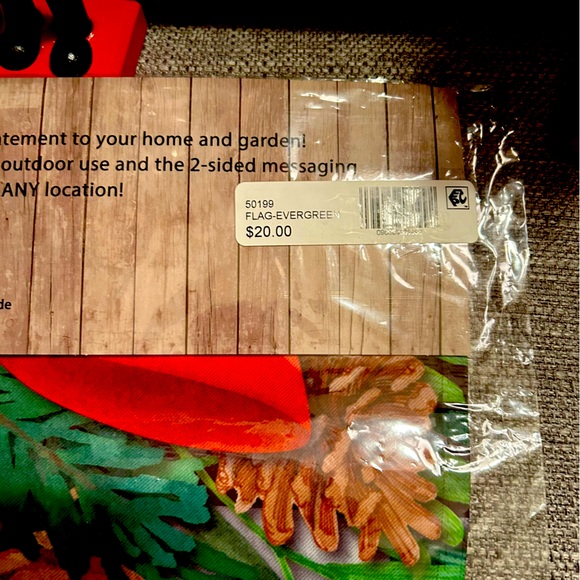 tement to your home and garden!
outdoor use and the 2-sided messaging
ANY location!
50199
FLAG-EVERGREEN
$20.00
de